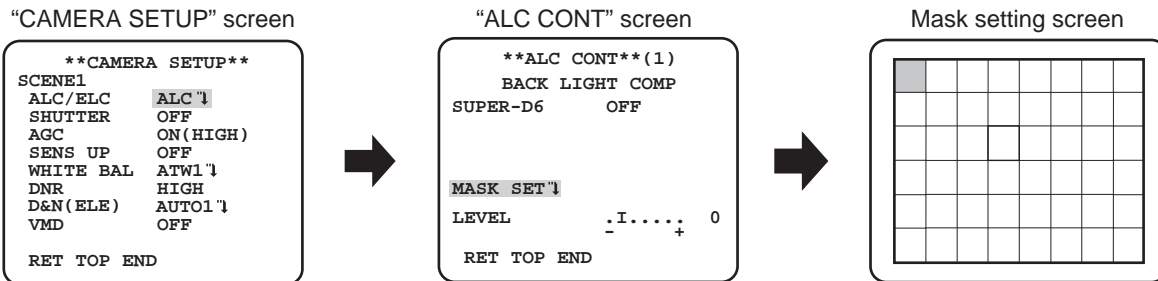 “CAMERA SETUP” screen
**CAMERA SETUP**
SCENE1
ALC/ELC ALC
SHUTTER OFF
AGC ON(HIGH)
SENS UP OFF
WHITE BAL ATW1
DNR HIGH
D&N(ELE) AUTO1
VMD OFF
RET TOP END
“ALC CONT” screen
**ALC CONT**(1)
BACK LIGHT COMP
SUPER-D6 OFF
MASK SET
LEVEL .I..... 0
- +
RET TOP END
Mask setting screen